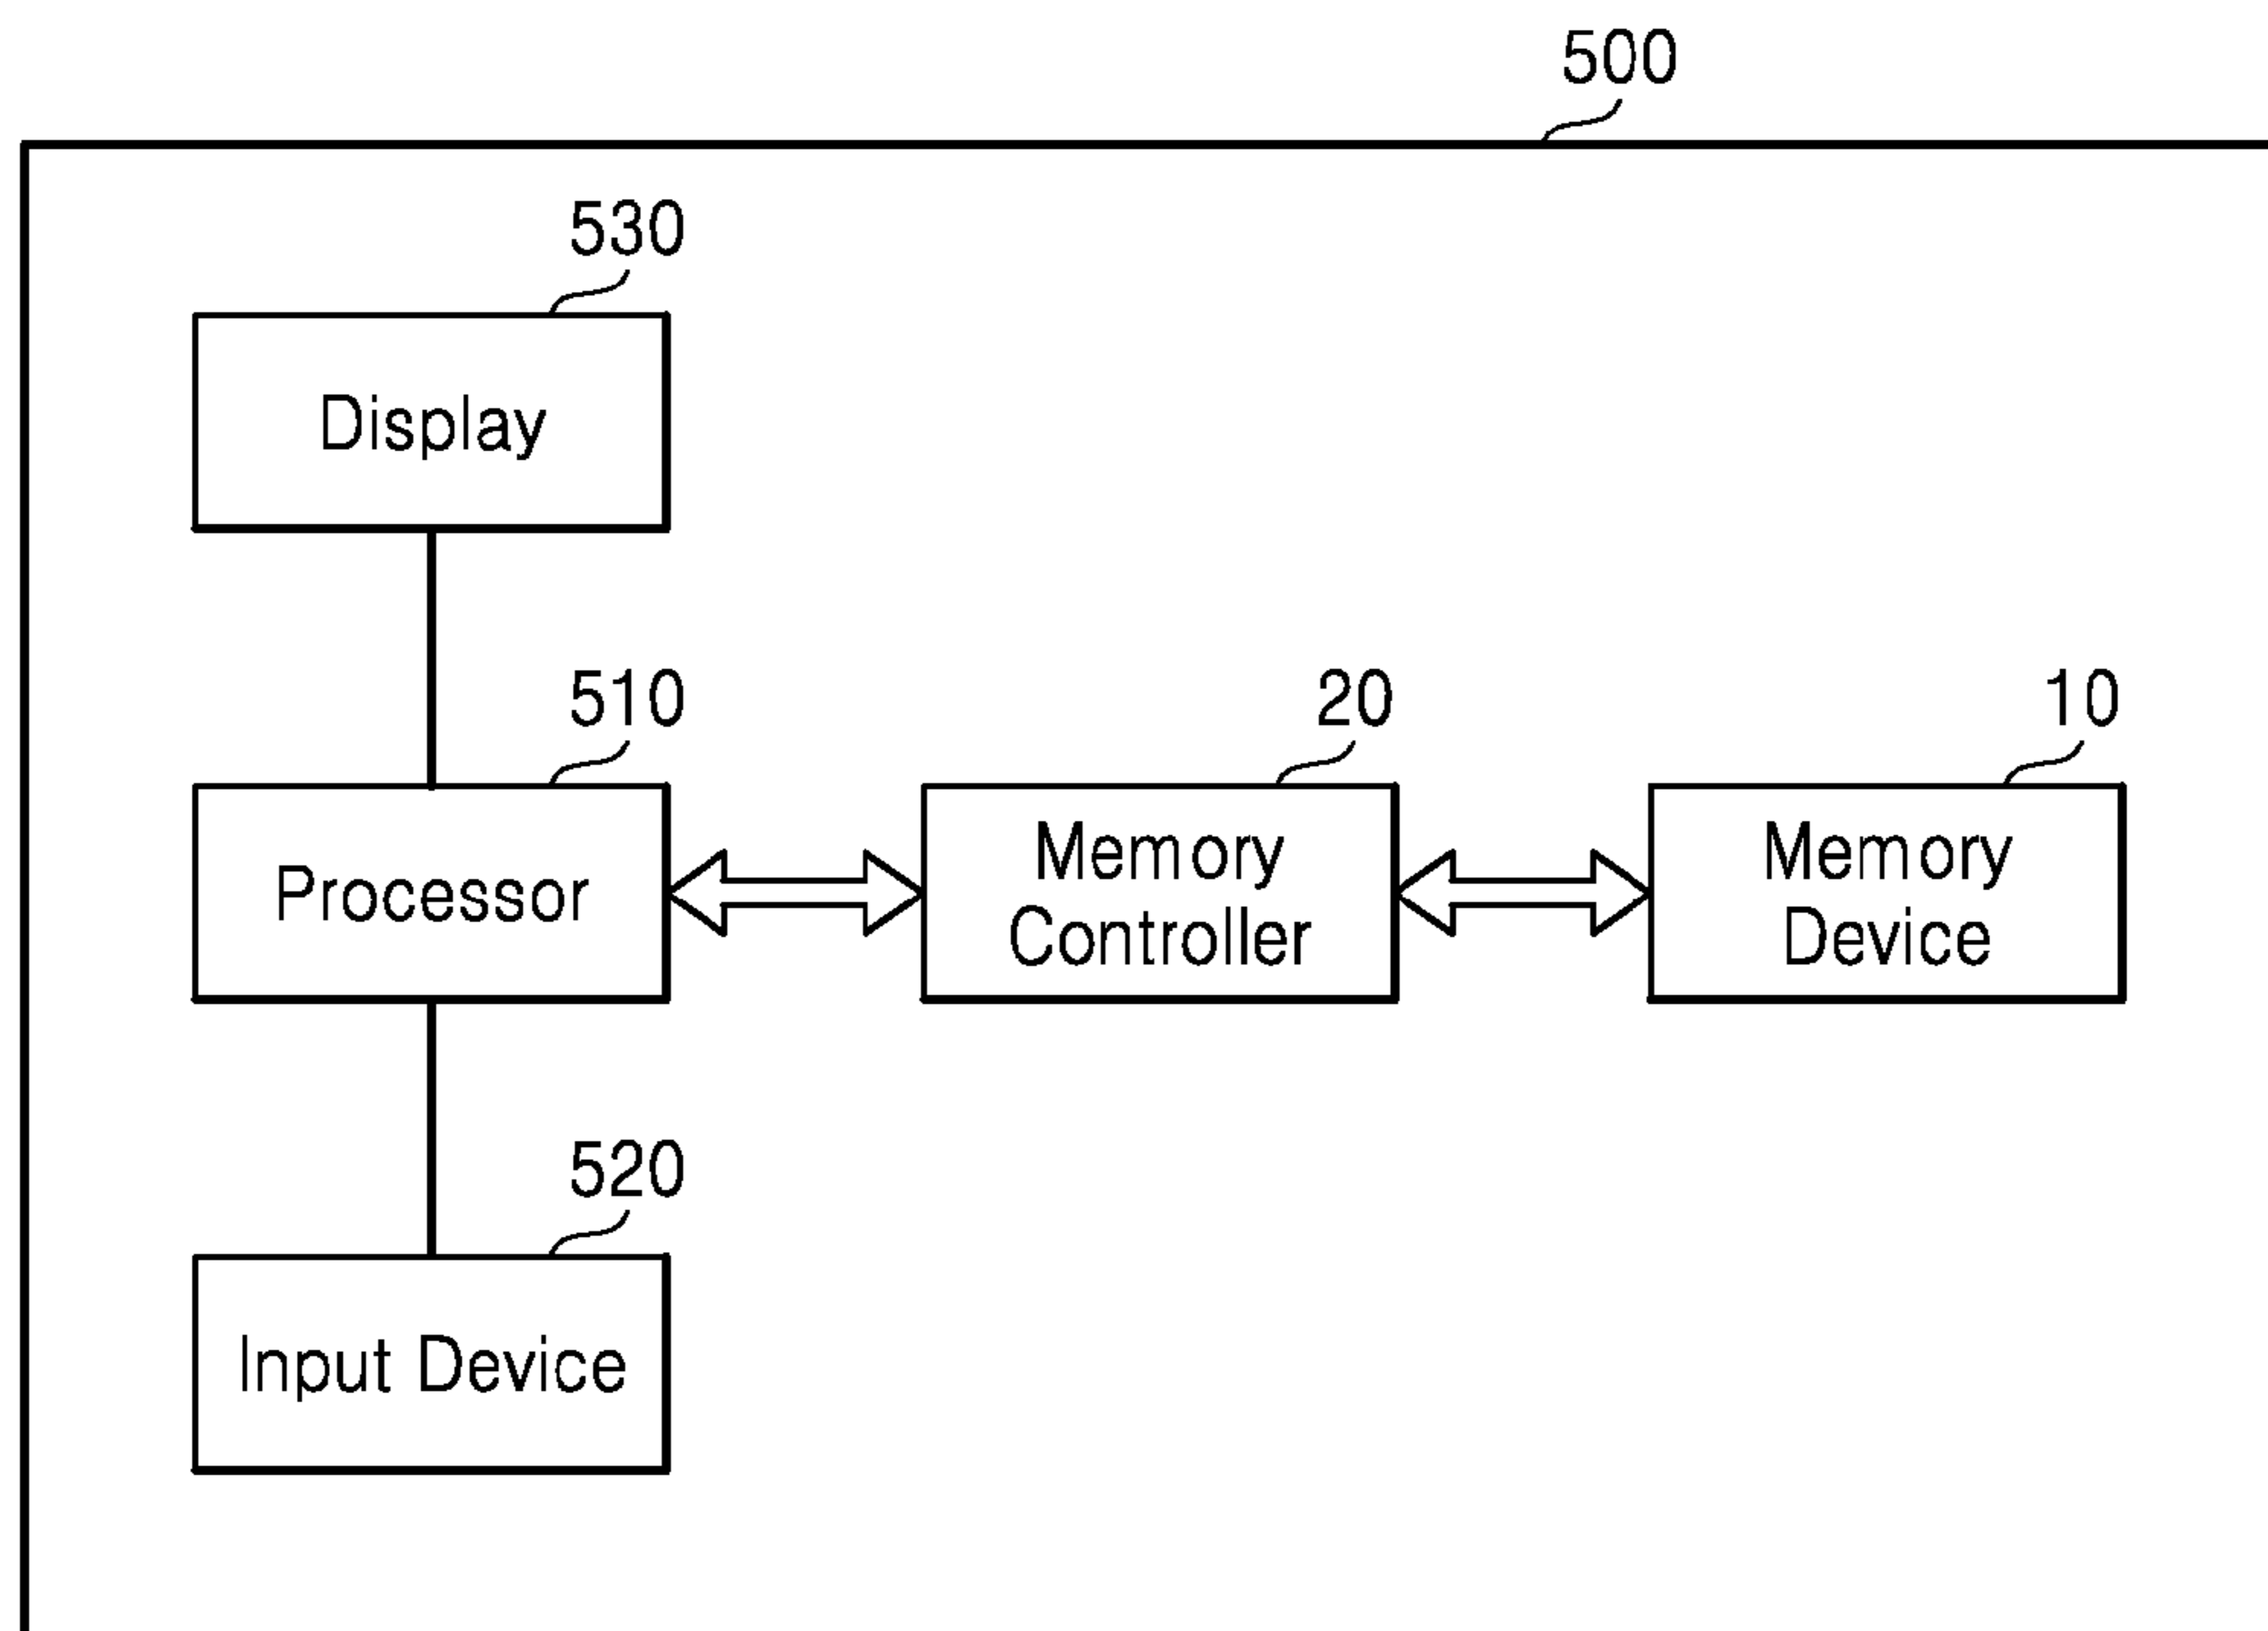 500
530
Display
510
20
10
Processor
Memory
Controller
Memory
Device
520
Input Device